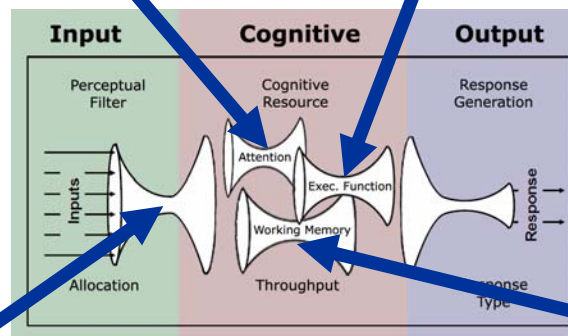 Input
Cognitive
Output
Perceptual
Filter
Cognitive
Resource
Response
Generation
Inputs
Attention
Exec. Function
Working Memory
Response
Allocation
Throughput
Type